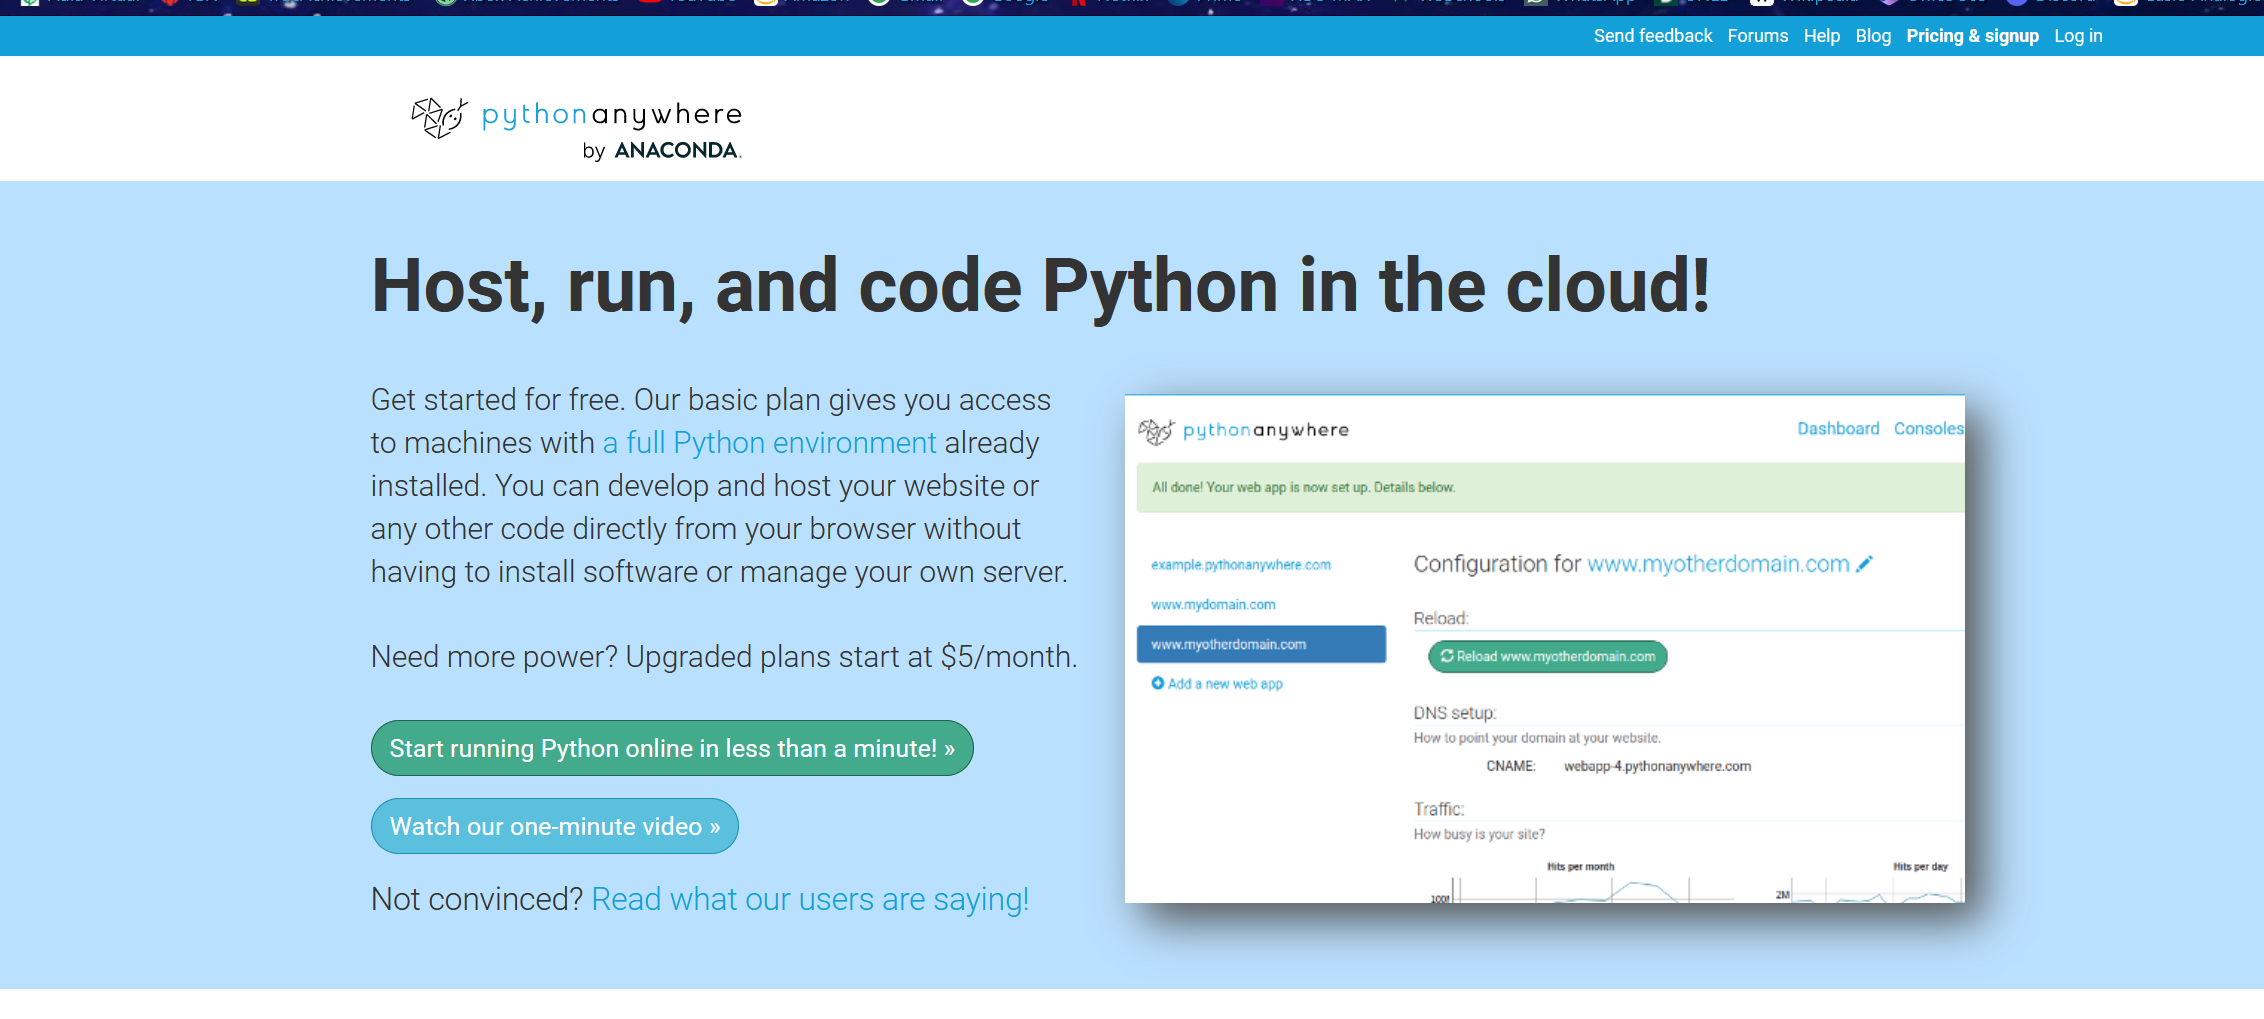 Send feedback Forums Help Blog Pricing & signup Log in
pythonanywhere
by ANACONDA.
Host, run, and code Python in the cloud!
Get started for free. Our basic plan gives you access
to machines with a full Python environment already
installed. You can develop and host your website or
any other code directly from your browser without
having to install software or manage your own server.
Need more power? Upgraded plans start at $5/month.
Start running Python online in less than a minute! »
Watch our one-minute video »
Not convinced? Read what our users are saying!
pythonanywhere
Dashboard Consoles
All done! Your web app is now set up. Details below.
example.pythonanywhere.com
www.mydomain.com
www.myotherdomain.com
Add a new web app
Configuration for www.myotherdomain.com
Reload:
Reload www.myotherdomain.com
DNS setup:
How to point your domain at your website.
CNAME: webapp-4.pythonanywhere.com
Traffic:
How busy is your site?
Hits per month
Hits per day
2M